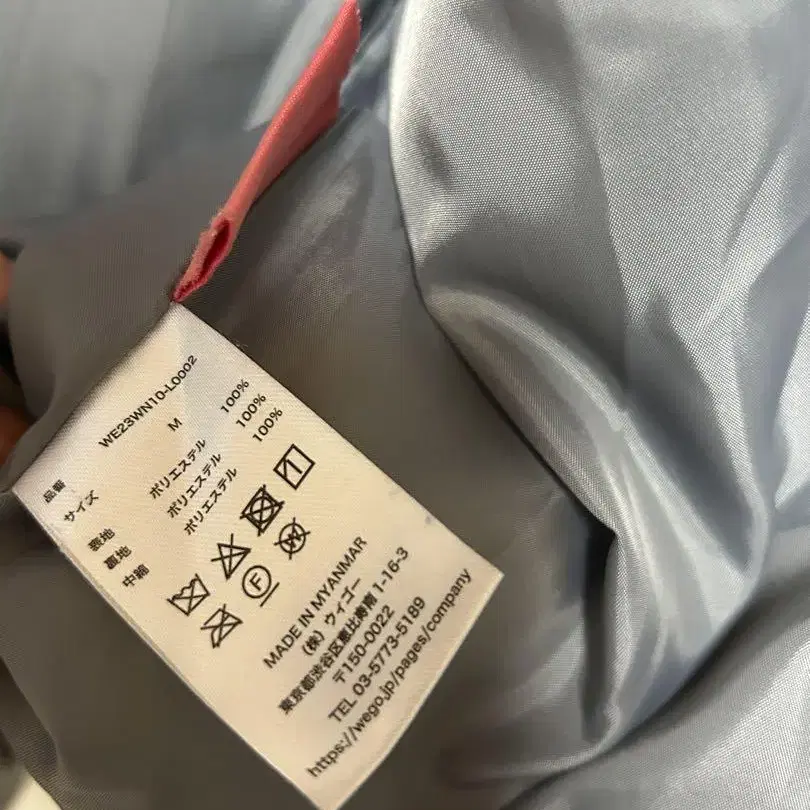 品番 WE23WN10-L0002
サイズ M
表地 ポリエステル 100%
裏地 ポリエステル 100%
中綿 ポリエステル 100%
F
W
MADE IN MYANMAR
(株) ウィゴー
東京都渋谷区恵比寿南 1-16-3
〒150-0022
TEL 03-5773-5189
https://wego.jp/pages/company